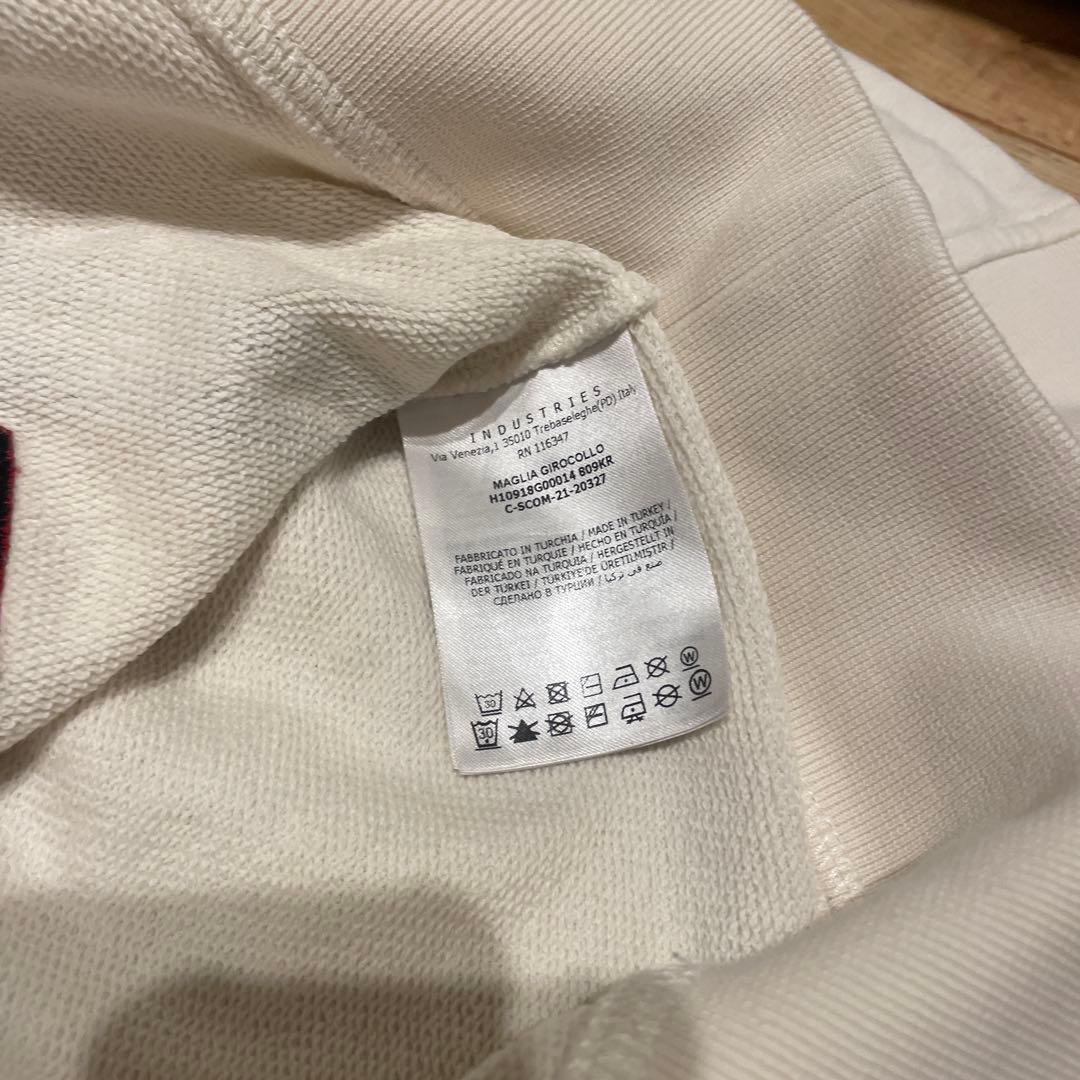 INDUSTRIES
Via Venezia,1 35010 Trebaseleghe(PD) Italy
RN 116347
MAGLIA GIROCOLLO
H10918G00014 809KR
C-SCOM-21-20327
FABBRICATO IN TURCHIA / MADE IN TURKEY /
FABRIQUÉ EN TURQUIE / HECHO EN TURQUÍA /
FABRICADO NA TURQUIA / HERGESTELLT IN
DER TÜRKEI / TÜRKIYE'DE ÜRETILMIŞTIR /
СДЕЛАНО В ТУРЦИИ / صنع في تركيا
30 W
30 W